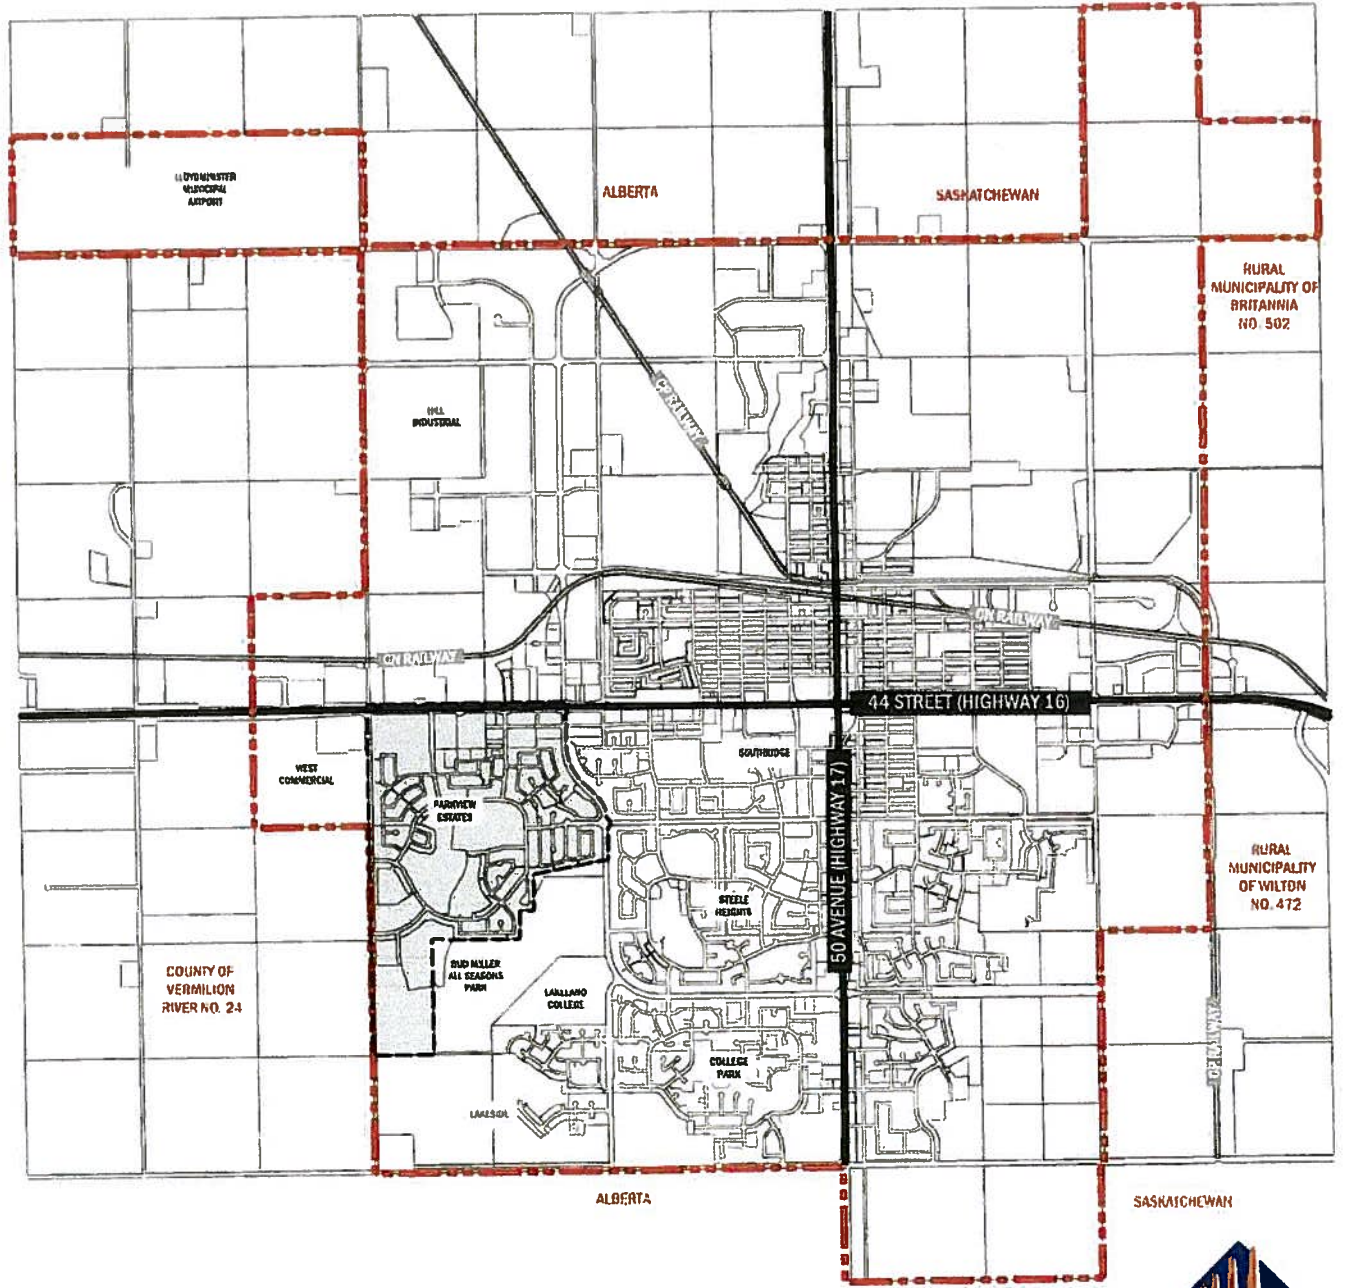 LLOYDMINSTER
MUNICIPAL
AIRPORT
ALBERTA
SASKATCHEWAN
RURAL
MUNICIPALITY OF
BRITANNIA
NO. 502
CP RAILWAY
HILL
INDUSTRIAL
CN RAILWAY
CN RAILWAY
44 STREET (HIGHWAY 16)
SOUTHRIDGE
WEST
COMMERCIAL
PARKVIEW
ESTATES
50 AVENUE (HIGHWAY 17)
RURAL
MUNICIPALITY
OF WILTON
NO. 472
STEELE
HEIGHTS
COUNTY OF
VERMILION
RIVER NO. 24
BUD MILLER
ALL SEASONS
PARK
LAKELAND
COLLEGE
COLLEGE
PARK
CP RAILWAY
LAKESIDE
ALBERTA
SASKATCHEWAN